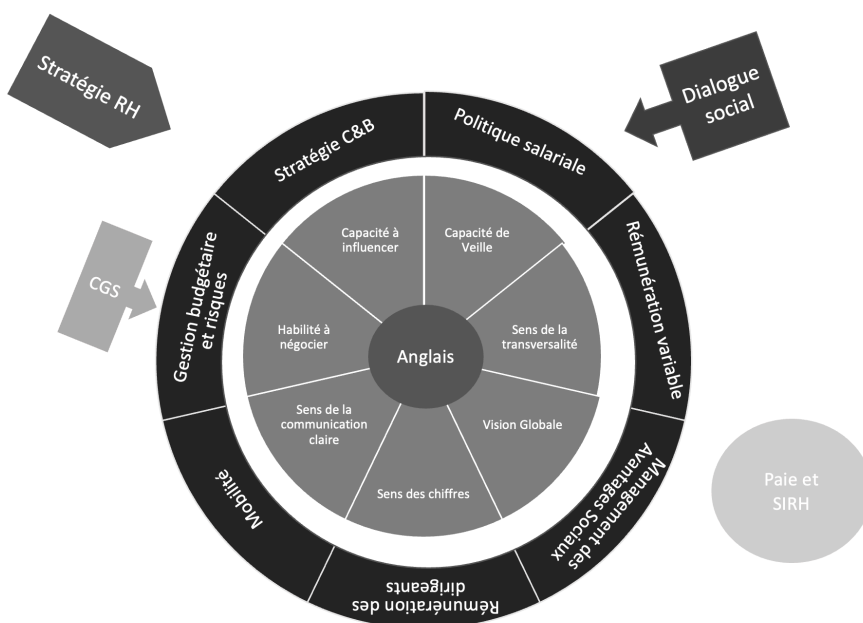 Stratégie RH
Dialogue
social
Stratégie C&B
Politique salariale
Capacité à
influencer
Capacité de
Veille
CGS
Gestion budgétaire
et risques
Rémunération variable
Habilité à
négocier
Anglais
Sens de la
transversalité
Sens de la
communication
claire
Vision Globale
Sens des chiffres
Mobilité
Management des
Avantages Sociaux
Paie et
SIRH
Rémunération des
dirigeants